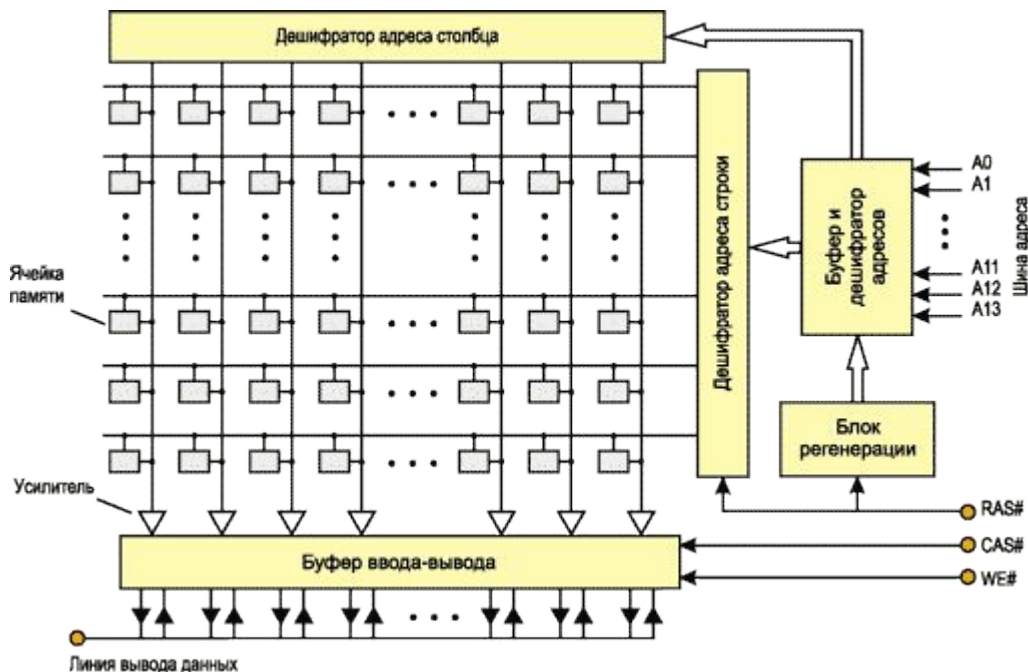 Дешифратор адреса столбца
Дешифратор адреса строки
Буфер и
дешифратор
адресов
A0
A1
A11
A12
A13
Шина адреса
Ячейка
памяти
Блок
регенерации
Усилитель
RAS#
CAS#
WE#
Буфер ввода-вывода
Линия вывода данных